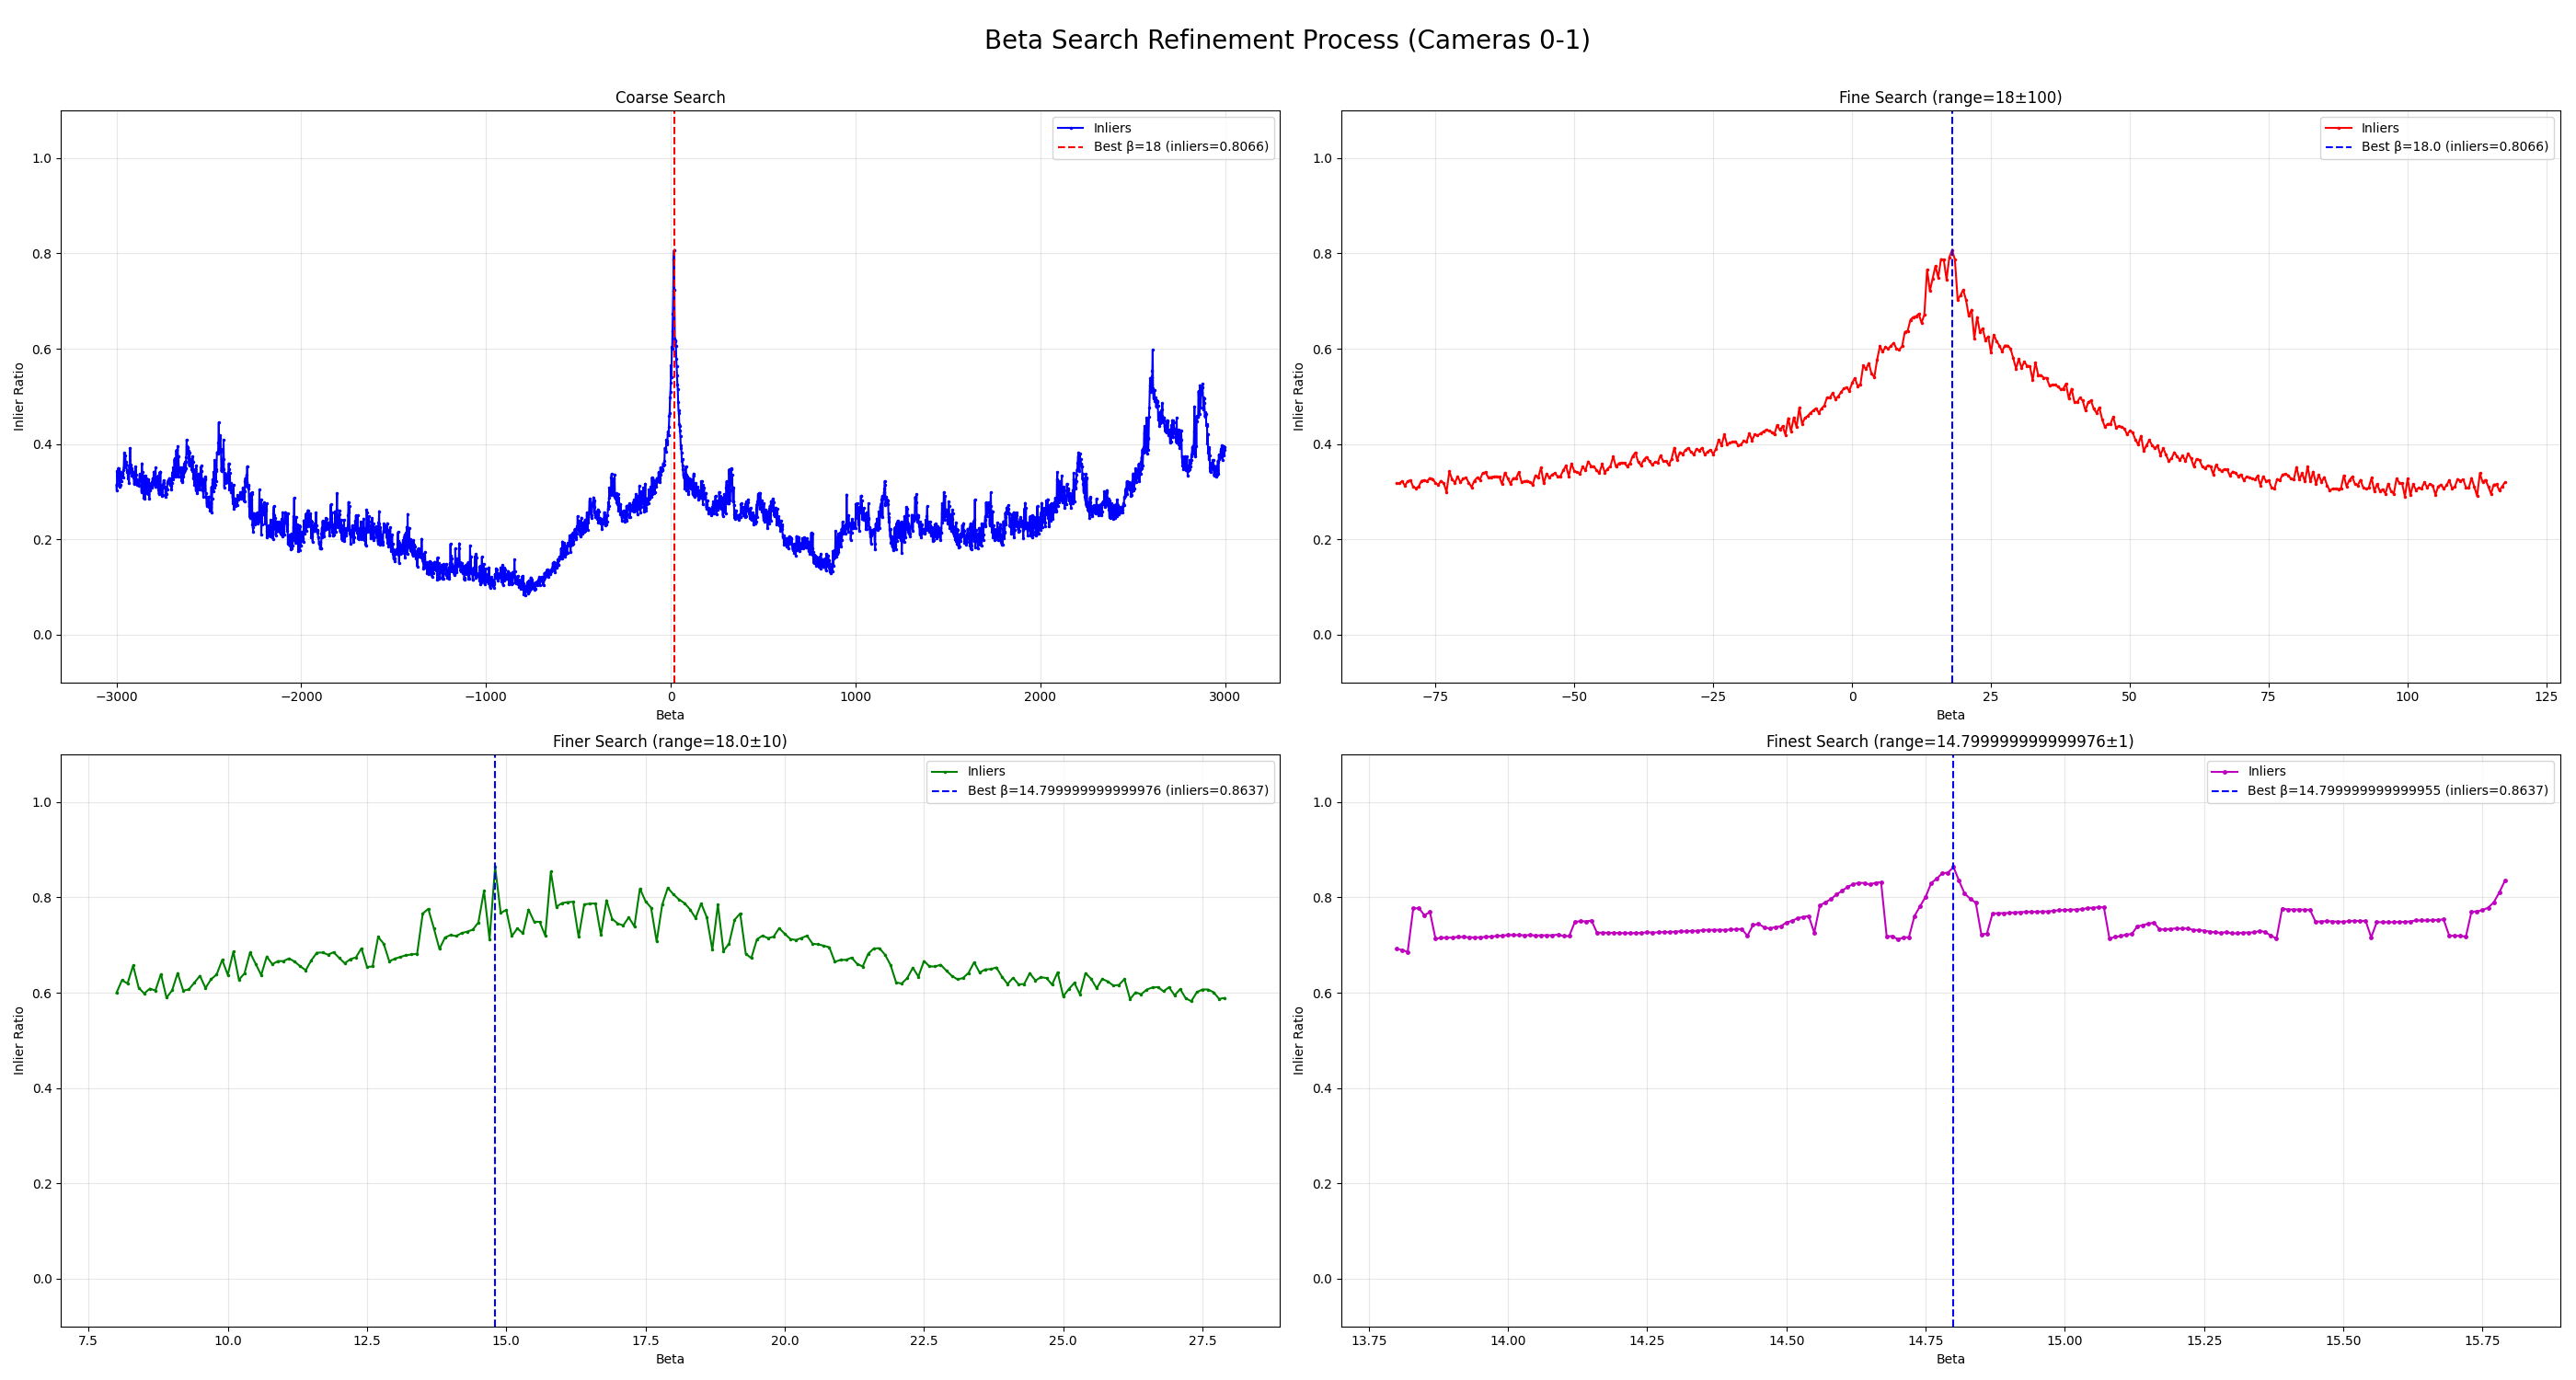 Beta Search Refinement Process (Cameras 0-1)
Coarse Search
Inliers
Best β=18 (inliers=0.8066)
1.0
0.8
0.6
0.4
0.2
0.0
Inlier Ratio
−3000 −2000 −1000 0 1000 2000 3000
Beta
Fine Search (range=18±100)
Inliers
Best β=18.0 (inliers=0.8066)
1.0
0.8
0.6
0.4
0.2
0.0
Inlier Ratio
−75 −50 −25 0 25 50 75 100 125
Beta
Finer Search (range=18.0±10)
Inliers
Best β=14.799999999999976 (inliers=0.8637)
1.0
0.8
0.6
0.4
0.2
0.0
Inlier Ratio
7.5 10.0 12.5 15.0 17.5 20.0 22.5 25.0 27.5
Beta
Finest Search (range=14.799999999999976±1)
Inliers
Best β=14.799999999999955 (inliers=0.8637)
1.0
0.8
0.6
0.4
0.2
0.0
Inlier Ratio
13.75 14.00 14.25 14.50 14.75 15.00 15.25 15.50 15.75
Beta